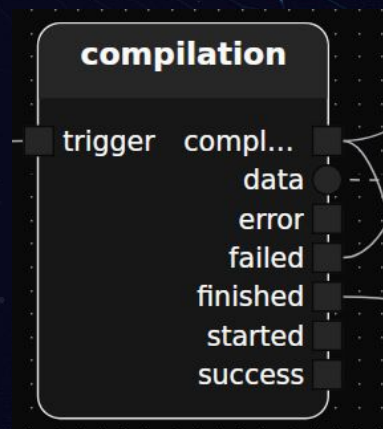 compilation
trigger compl...
data
error
failed
finished
started
success